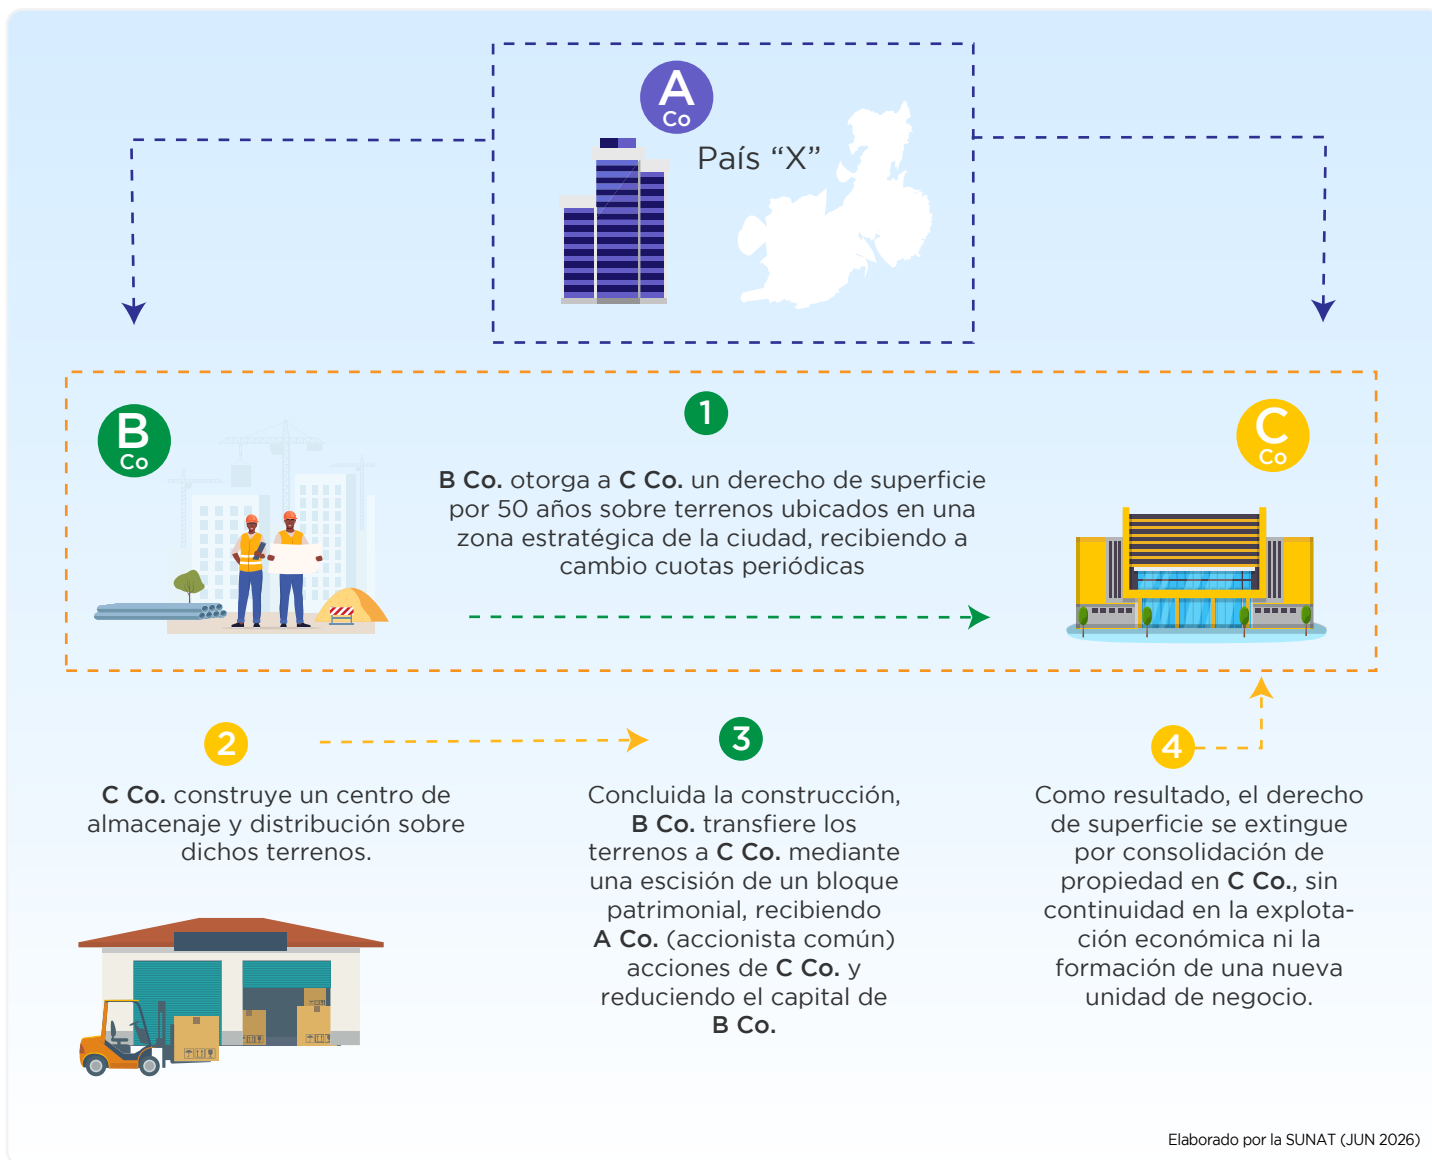 A
Co
País “X”
B
Co
1
C
Co
B Co. otorga a C Co. un derecho de superficie
por 50 años sobre terrenos ubicados en una
zona estratégica de la ciudad, recibiendo a
cambio cuotas periódicas
2
C Co. construye un centro de
almacenaje y distribución sobre
dichos terrenos.
3
Concluida la construcción,
B Co. transfiere los
terrenos a C Co. mediante
una escisión de un bloque
patrimonial, recibiendo
A Co. (accionista común)
acciones de C Co. y
reduciendo el capital de
B Co.
4
Como resultado, el derecho
de superficie se extingue
por consolidación de
propiedad en C Co., sin
continuidad en la explota-
ción económica ni la
formación de una nueva
unidad de negocio.
Elaborado por la SUNAT (JUN 2026)